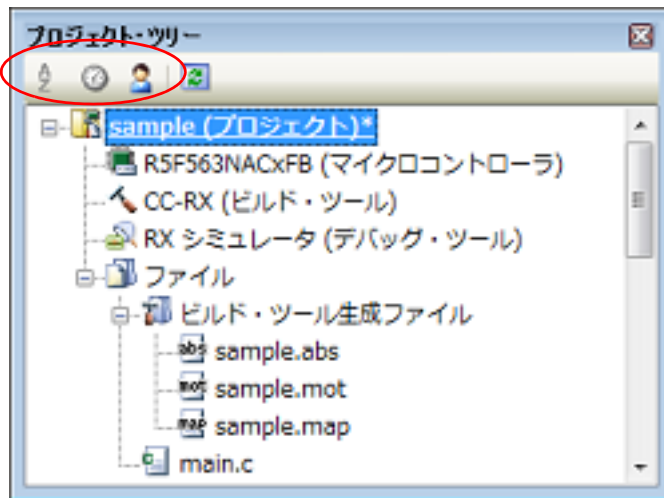 プロジェクト・ツリー
sample (プロジェクト)*
R5F563NACxFB (マイクロコントローラ)
CC-RX (ビルド・ツール)
RX シミュレータ (デバッグ・ツール)
ファイル
ビルド・ツール生成ファイル
abs sample.abs
mot sample.mot
map sample.map
main.c